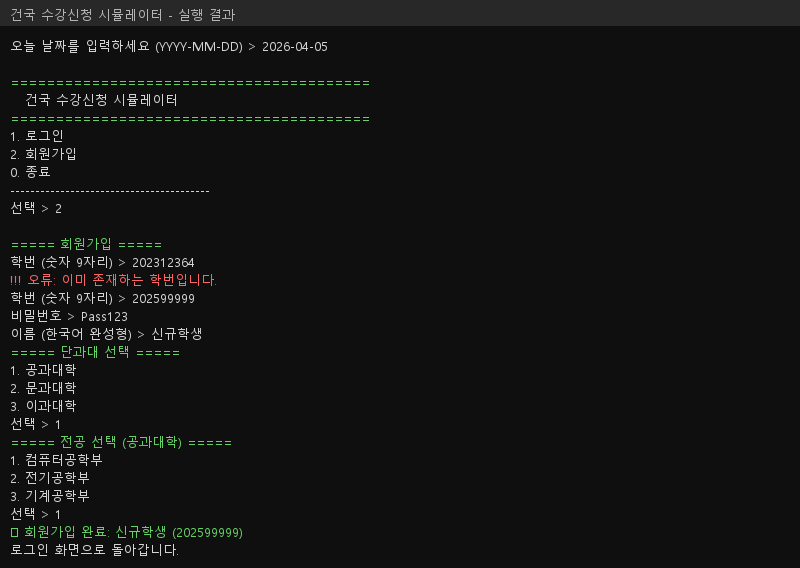 건국 수강신청 시뮬레이터 - 실행 결과
오늘 날짜를 입력하세요 (YYYY-MM-DD) > 2026-04-05
========================================
건국 수강신청 시뮬레이터
========================================
1. 로그인
2. 회원가입
0. 종료
----------------------------------------
선택 > 2
===== 회원가입 =====
학번 (숫자 9자리) > 202312364
!!! 오류: 이미 존재하는 학번입니다.
학번 (숫자 9자리) > 202599999
비밀번호 > Pass123
이름 (한국어 완성형) > 신규학생
===== 단과대 선택 =====
1. 공과대학
2. 문과대학
3. 이과대학
선택 > 1
===== 전공 선택 (공과대학) =====
1. 컴퓨터공학부
2. 전기공학부
3. 기계공학부
선택 > 1
회원가입 완료: 신규학생 (202599999)
로그인 화면으로 돌아갑니다.